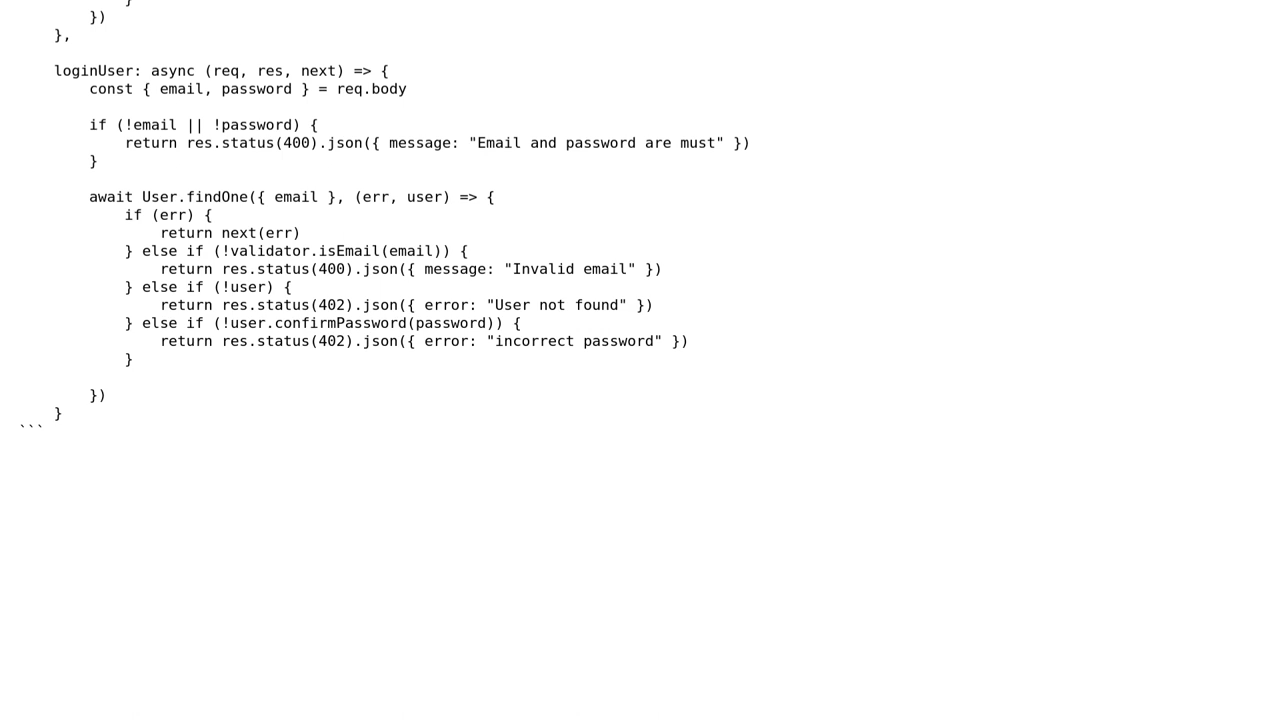 }
})
},
loginUser: async (req, res, next) => {
const { email, password } = req.body
if (!email || !password) {
return res.status(400).json({ message: "Email and password are must" })
}
await User.findOne({ email }, (err, user) => {
if (err) {
return next(err)
} else if (!validator.isEmail(email)) {
return res.status(400).json({ message: "Invalid email" })
} else if (!user) {
return res.status(402).json({ error: "User not found" })
} else if (!user.confirmPassword(password)) {
return res.status(402).json({ error: "incorrect password" })
}
})
}
```